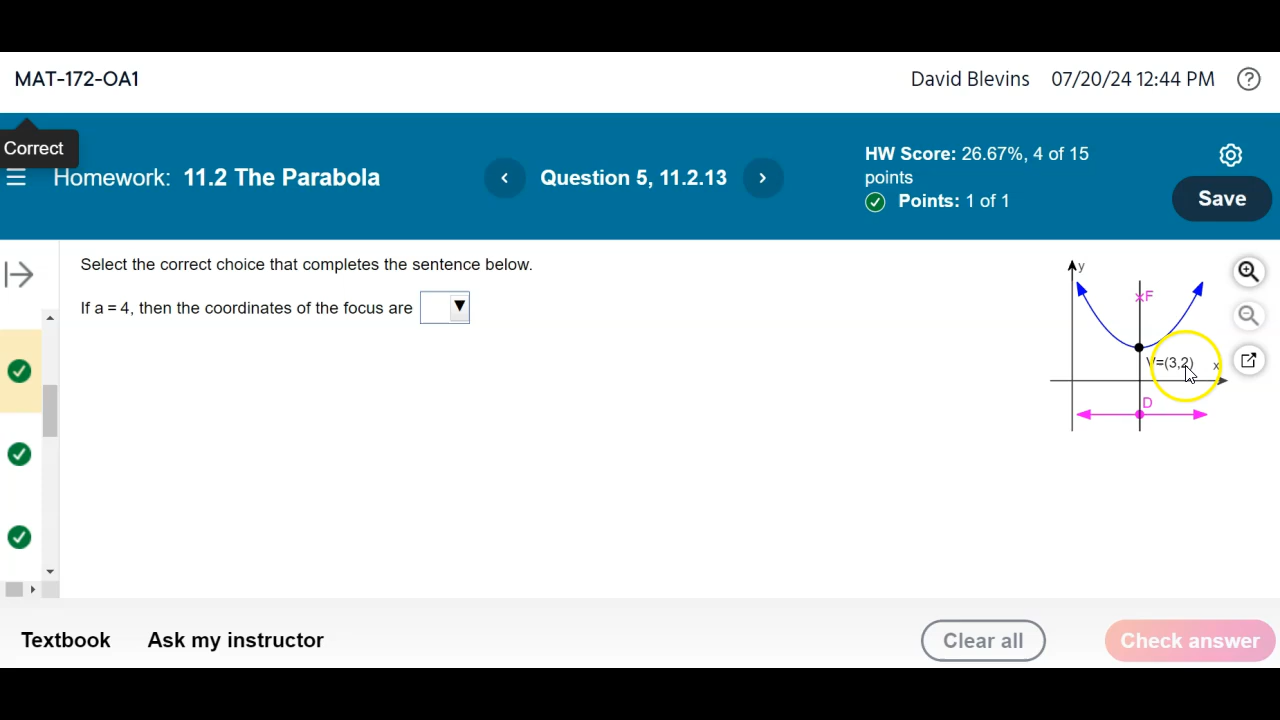 MAT-172-OA1
David Blevins 07/20/24 12:44 PM ?
Correct
Homework: 11.2 The Parabola
< Question 5, 11.2.13 >
HW Score: 26.67%, 4 of 15
points
Points: 1 of 1
Save
Select the correct choice that completes the sentence below.
If a = 4, then the coordinates of the focus are
y
F
V=(3,2)
x
D
Textbook
Ask my instructor
Clear all
Check answer